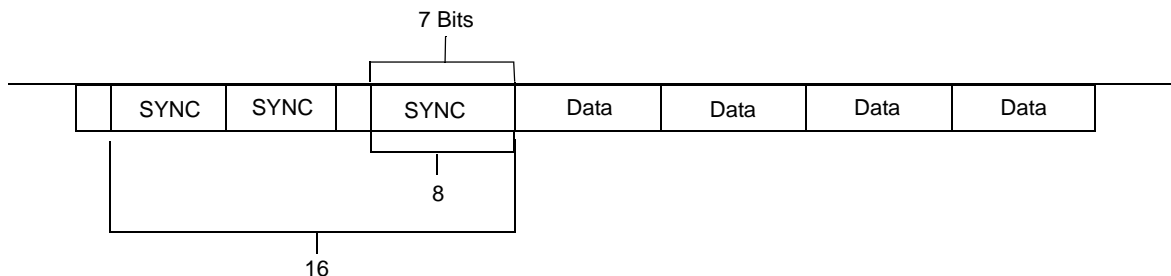 7 Bits
SYNC SYNC SYNC Data Data Data Data
8
16